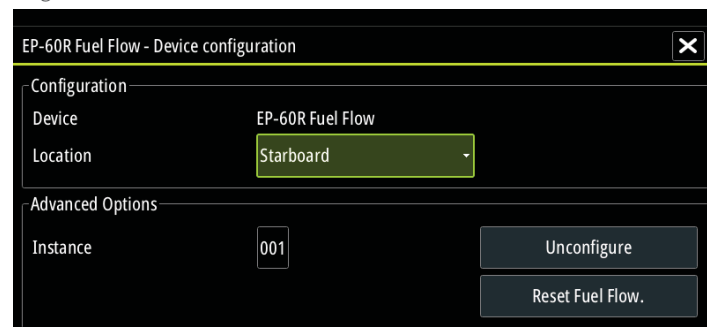 EP-60R Fuel Flow - Device configuration
Configuration
Device EP-60R Fuel Flow
Location Starboard
Advanced Options
Instance 001 Unconfigure
Reset Fuel Flow.